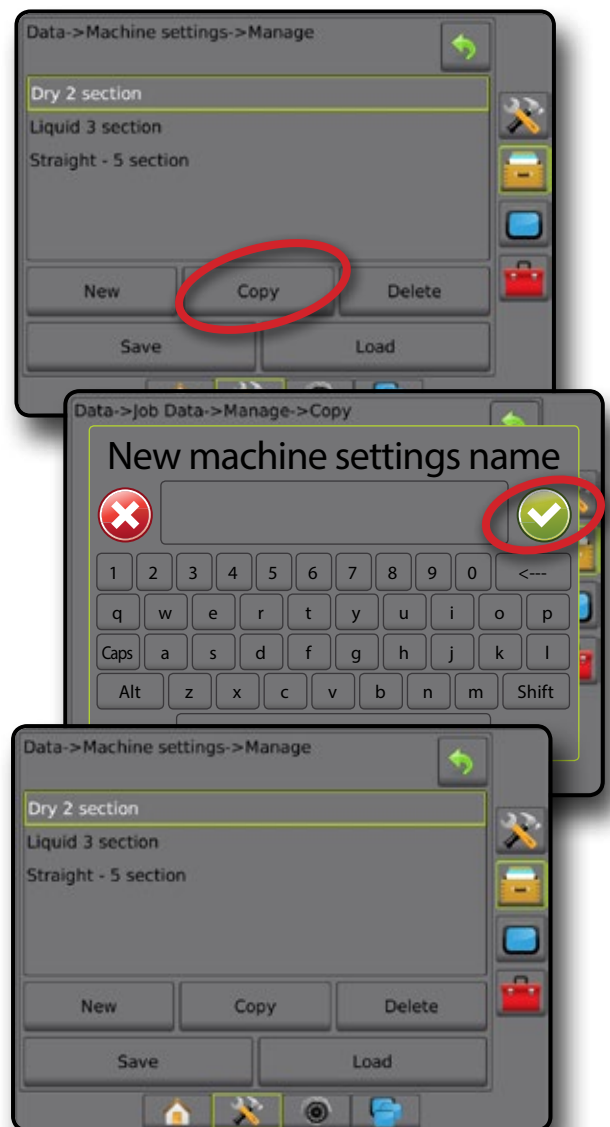 Data->Machine settings->Manage
Dry 2 section
Liquid 3 section
Straight - 5 section
New Copy Delete
Save Load
Data->Job Data->Manage->Copy
New machine settings name
1 2 3 4 5 6 7 8 9 0 <---
q w e r t y u i o p
Caps a s d f g h j k l
Alt z x c v b n m Shift
Data->Machine settings->Manage
Dry 2 section
Liquid 3 section
Straight - 5 section
New Copy Delete
Save Load